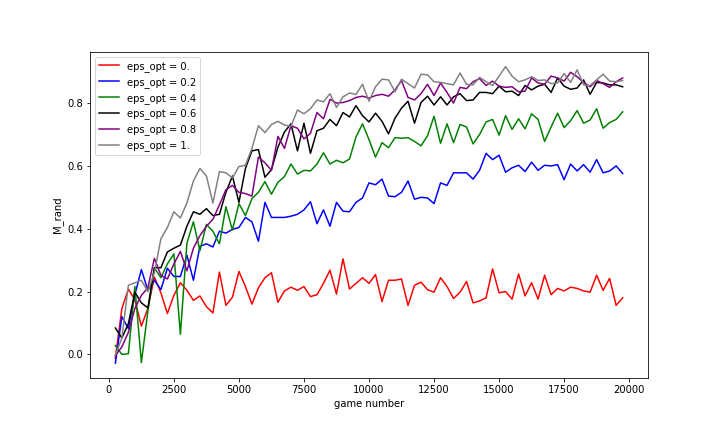 eps_opt = 0.
eps_opt = 0.2
eps_opt = 0.4
eps_opt = 0.6
eps_opt = 0.8
eps_opt = 1.
M_rand
0.8
0.6
0.4
0.2
0.0
0 2500 5000 7500 10000 12500 15000 17500 20000
game number